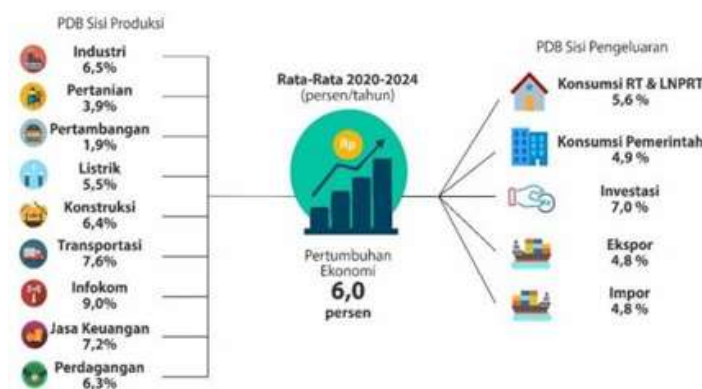 PDB Sisi Produksi
Industri
6,5%
Pertanian
3,9%
Pertambangan
1,9%
Listrik
5,5%
Konstruksi
6,4%
Transportasi
7,6%
Infokom
9,0%
Jasa Keuangan
7,2%
Perdagangan
6,3%
Rata-Rata 2020-2024
(persen/tahun)
Rp
Pertumbuhan
Ekonomi
6,0
persen
PDB Sisi Pengeluaran
Konsumsi RT & LNPRT
5,6 %
Konsumsi Pemerintah
4,9 %
Investasi
7,0 %
Ekspor
4,8 %
Impor
4,8 %